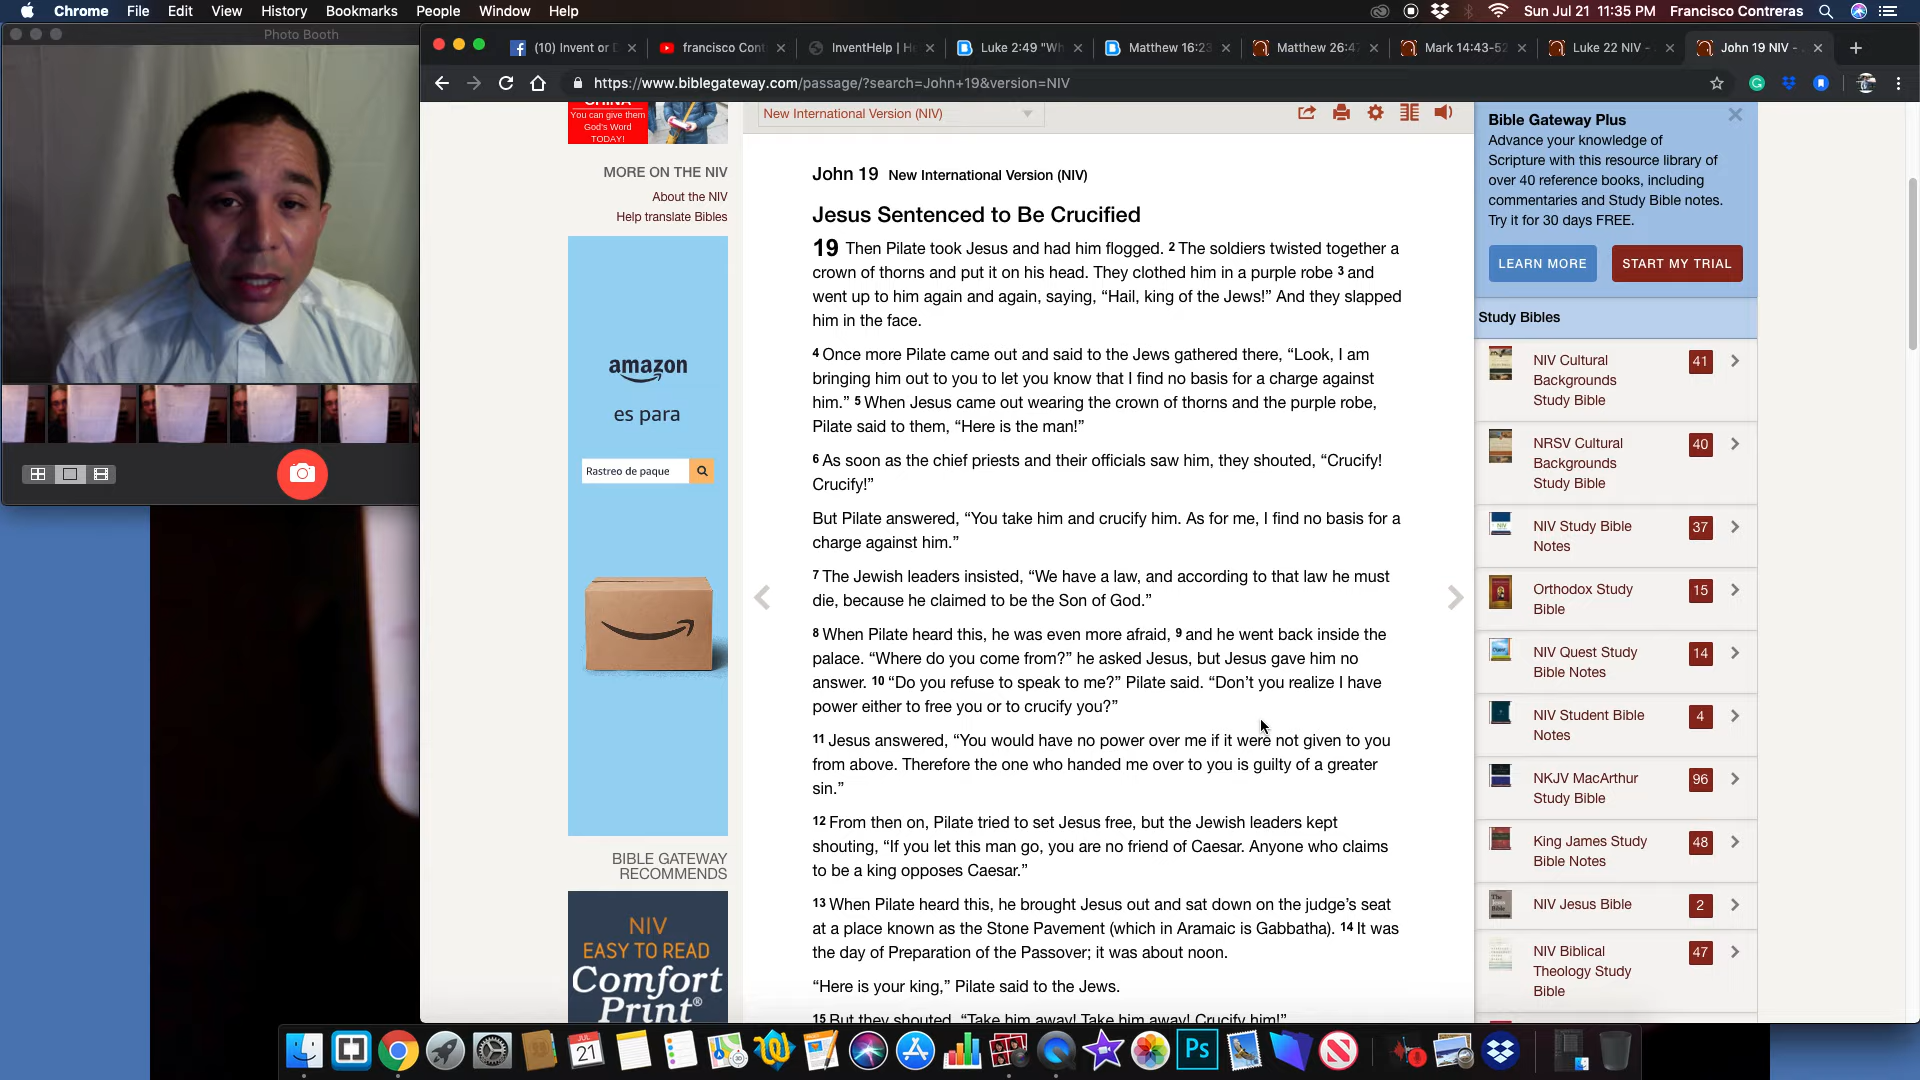 Chrome File Edit View History Bookmarks People Window Help
Sun Jul 21 11:35 PM Francisco Contreras
Photo Booth
(10) Invent or
francisco Cont
InventHelp |
Luke 2:49 "Wh
Matthew 16:23
Matthew 26:47
Mark 14:43-52
Luke 22 NIV -
John 19 NIV -
https://www.biblegateway.com/passage/?search=John+19&version=NIV
CHINA
You can give them
God's Word
TODAY!
MORE ON THE NIV
About the NIV
Help translate Bibles
amazon
es para
Rastreo de paque
BIBLE GATEWAY
RECOMMENDS
NIV
EASY TO READ
Comfort
Print®
New International Version (NIV)
John 19 New International Version (NIV)
Jesus Sentenced to Be Crucified
19 Then Pilate took Jesus and had him flogged. 2 The soldiers twisted together a
crown of thorns and put it on his head. They clothed him in a purple robe 3 and
went up to him again and again, saying, “Hail, king of the Jews!” And they slapped
him in the face.
4 Once more Pilate came out and said to the Jews gathered there, “Look, I am
bringing him out to you to let you know that I find no basis for a charge against
him.” 5 When Jesus came out wearing the crown of thorns and the purple robe,
Pilate said to them, “Here is the man!”
6 As soon as the chief priests and their officials saw him, they shouted, “Crucify!
Crucify!”
But Pilate answered, “You take him and crucify him. As for me, I find no basis for a
charge against him.”
7 The Jewish leaders insisted, “We have a law, and according to that law he must
die, because he claimed to be the Son of God.”
8 When Pilate heard this, he was even more afraid, 9 and he went back inside the
palace. “Where do you come from?” he asked Jesus, but Jesus gave him no
answer. 10 “Do you refuse to speak to me?” Pilate said. “Don’t you realize I have
power either to free you or to crucify you?”
11 Jesus answered, “You would have no power over me if it were not given to you
from above. Therefore the one who handed me over to you is guilty of a greater
sin.”
12 From then on, Pilate tried to set Jesus free, but the Jewish leaders kept
shouting, “If you let this man go, you are no friend of Caesar. Anyone who claims
to be a king opposes Caesar.”
13 When Pilate heard this, he brought Jesus out and sat down on the judge’s seat
at a place known as the Stone Pavement (which in Aramaic is Gabbatha). 14 It was
the day of Preparation of the Passover; it was about noon.
“Here is your king,” Pilate said to the Jews.
15 But they shouted, “Take him away! Take him away! Crucify him!”
Bible Gateway Plus
Advance your knowledge of
Scripture with this resource library of
over 40 reference books, including
commentaries and Study Bible notes.
Try it for 30 days FREE.
LEARN MORE
START MY TRIAL
Study Bibles
NIV Cultural
Backgrounds
Study Bible
41
NRSV Cultural
Backgrounds
Study Bible
40
NIV Study Bible
Notes
37
Orthodox Study
Bible
15
NIV Quest Study
Bible Notes
14
NIV Student Bible
Notes
4
NKJV MacArthur
Study Bible
96
King James Study
Bible Notes
48
NIV Jesus Bible
2
NIV Biblical
Theology Study
Bible
47
JUL
21
Ps